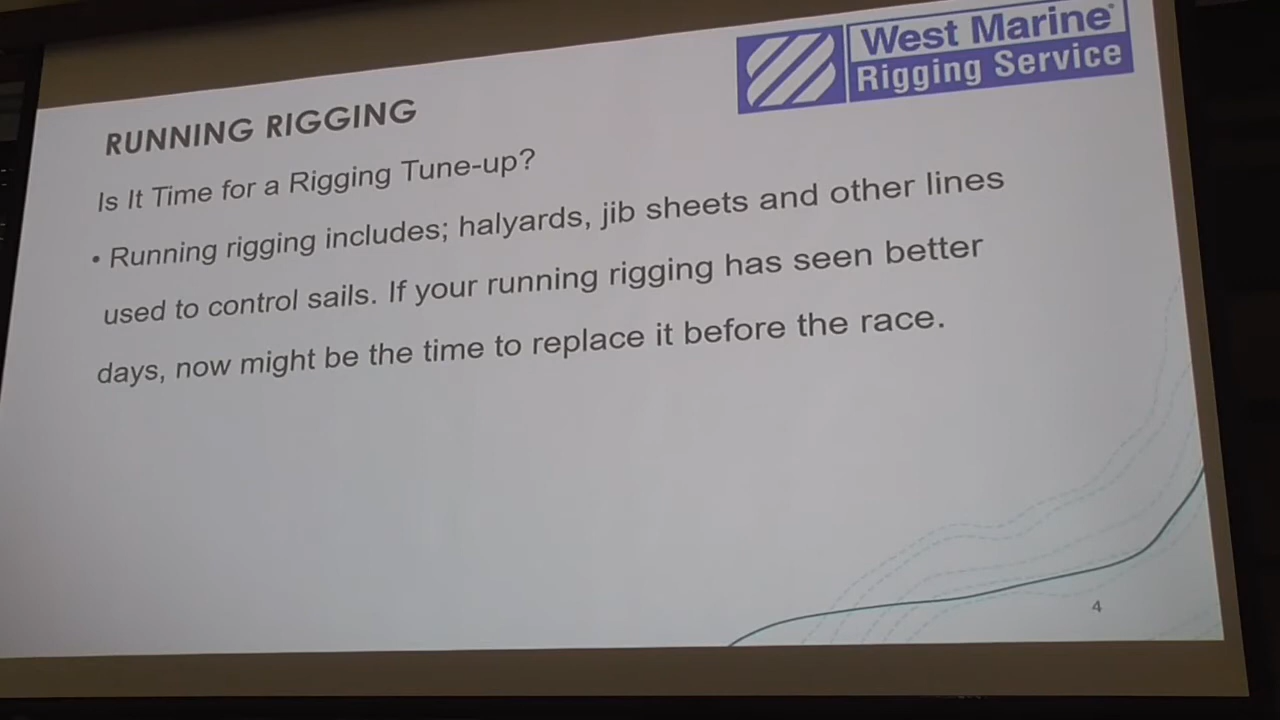 West Marine
Rigging Service
RUNNING RIGGING
Is It Time for a Rigging Tune-up?
• Running rigging includes; halyards, jib sheets and other lines
used to control sails. If your running rigging has seen better
days, now might be the time to replace it before the race.
4